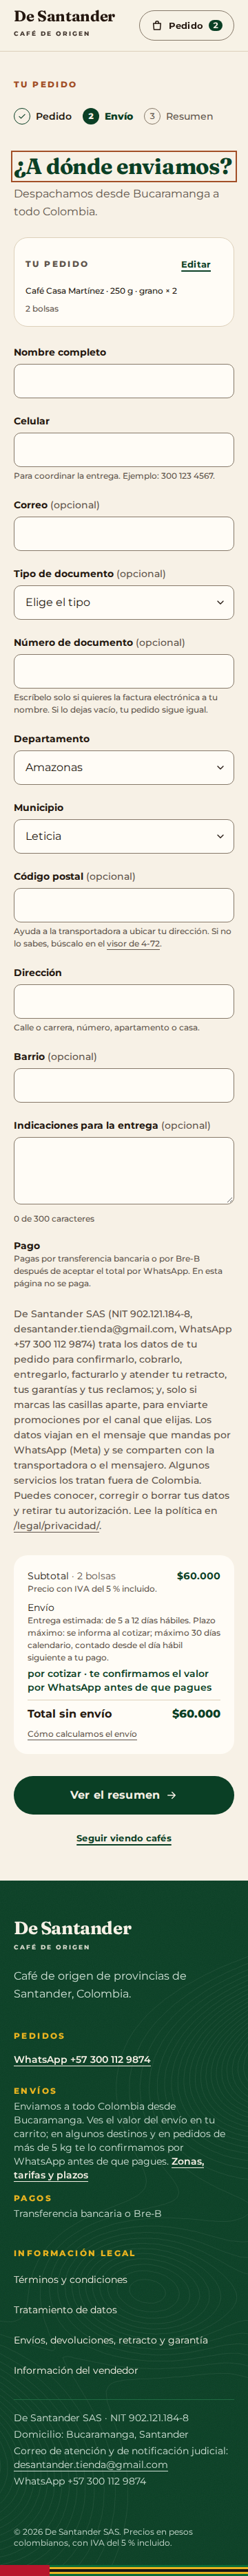 De Santander
CAFÉ DE ORIGEN
Pedido 2
TU PEDIDO
Pedido 2 Envío 3 Resumen
¿A dónde enviamos?
Despachamos desde Bucaramanga a
todo Colombia.
TU PEDIDO Editar
Café Casa Martínez · 250 g · grano × 2
2 bolsas
Nombre completo
Celular
Para coordinar la entrega. Ejemplo: 300 123 4567.
Correo (opcional)
Tipo de documento (opcional)
Elige el tipo
Número de documento (opcional)
Escríbelo solo si quieres la factura electrónica a tu
nombre. Si lo dejas vacío, tu pedido sigue igual.
Departamento
Amazonas
Municipio
Leticia
Código postal (opcional)
Ayuda a la transportadora a ubicar tu dirección. Si no
lo sabes, búscalo en el visor de 4-72.
Dirección
Calle o carrera, número, apartamento o casa.
Barrio (opcional)
Indicaciones para la entrega (opcional)
0 de 300 caracteres
Pago
Pagas por transferencia bancaria o por Bre-B
después de aceptar el total por WhatsApp. En esta
página no se paga.
De Santander SAS (NIT 902.121.184-8,
desantander.tienda@gmail.com, WhatsApp
+57 300 112 9874) trata los datos de tu
pedido para confirmarlo, cobrarlo,
entregarlo, facturarlo y atender tu retracto,
tus garantías y tus reclamos; y, solo si
marcas las casillas aparte, para enviarte
promociones por el canal que elijas. Los
datos viajan en el mensaje que mandas por
WhatsApp (Meta) y se comparten con la
transportadora o el mensajero. Algunos
servicios los tratan fuera de Colombia.
Puedes conocer, corregir o borrar tus datos
y retirar tu autorización. Lee la política en
/legal/privacidad/.
Subtotal · 2 bolsas $60.000
Precio con IVA del 5 % incluido.
Envío
Entrega estimada: de 5 a 12 días hábiles. Plazo
máximo: se informa al cotizar; máximo 30 días
calendario, contado desde el día hábil
siguiente a tu pago.
por cotizar · te confirmamos el valor
por WhatsApp antes de que pagues
Total sin envío $60.000
Cómo calculamos el envío
Ver el resumen →
Seguir viendo cafés
De Santander
CAFÉ DE ORIGEN
Café de origen de provincias de
Santander, Colombia.
PEDIDOS
WhatsApp +57 300 112 9874
ENVÍOS
Enviamos a todo Colombia desde
Bucaramanga. Ves el valor del envío en tu
carrito; en algunos destinos y en pedidos de
más de 5 kg te lo confirmamos por
WhatsApp antes de que pagues. Zonas,
tarifas y plazos
PAGOS
Transferencia bancaria o Bre-B
INFORMACIÓN LEGAL
Términos y condiciones
Tratamiento de datos
Envíos, devoluciones, retracto y garantía
Información del vendedor
De Santander SAS · NIT 902.121.184-8
Domicilio: Bucaramanga, Santander
Correo de atención y de notificación judicial:
desantander.tienda@gmail.com
WhatsApp +57 300 112 9874
© 2026 De Santander SAS. Precios en pesos
colombianos, con IVA del 5 % incluido.